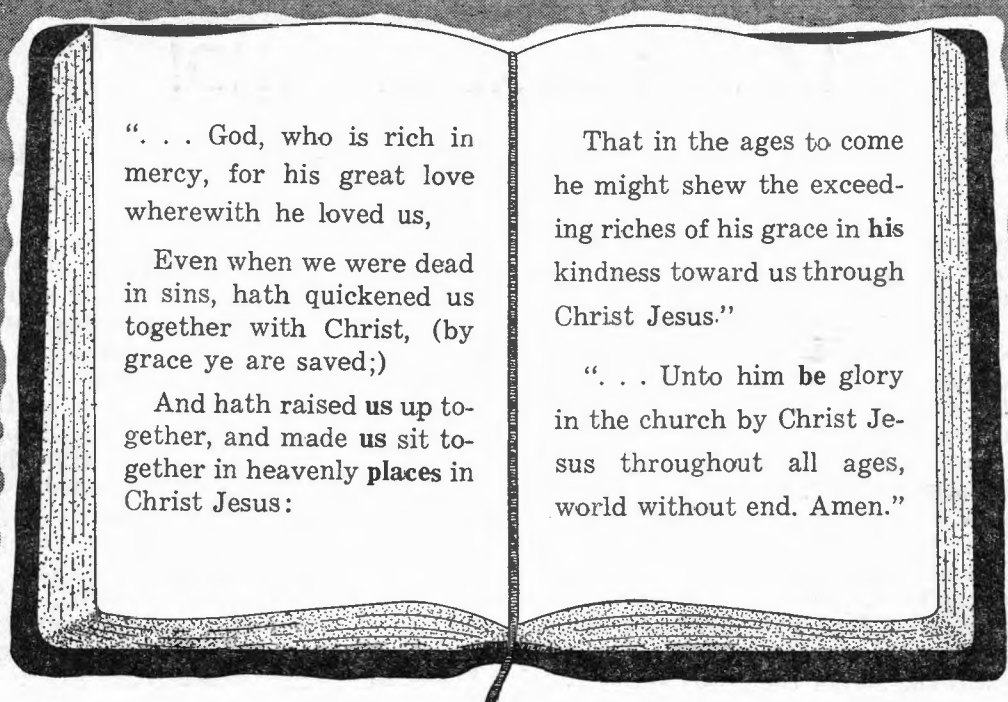 “. . . God, who is rich in
mercy, for his great love
wherewith he loved us,
Even when we were dead
in sins, hath quickened us
together with Christ, (by
grace ye are saved;)
And hath raised us up to-
gether, and made us sit to-
gether in heavenly places in
Christ Jesus:
That in the ages to come
he might shew the exceed-
ing riches of his grace in his
kindness toward us through
Christ Jesus.”
“. . . Unto him be glory
in the church by Christ Je-
sus throughout all ages,
world without end. Amen.”